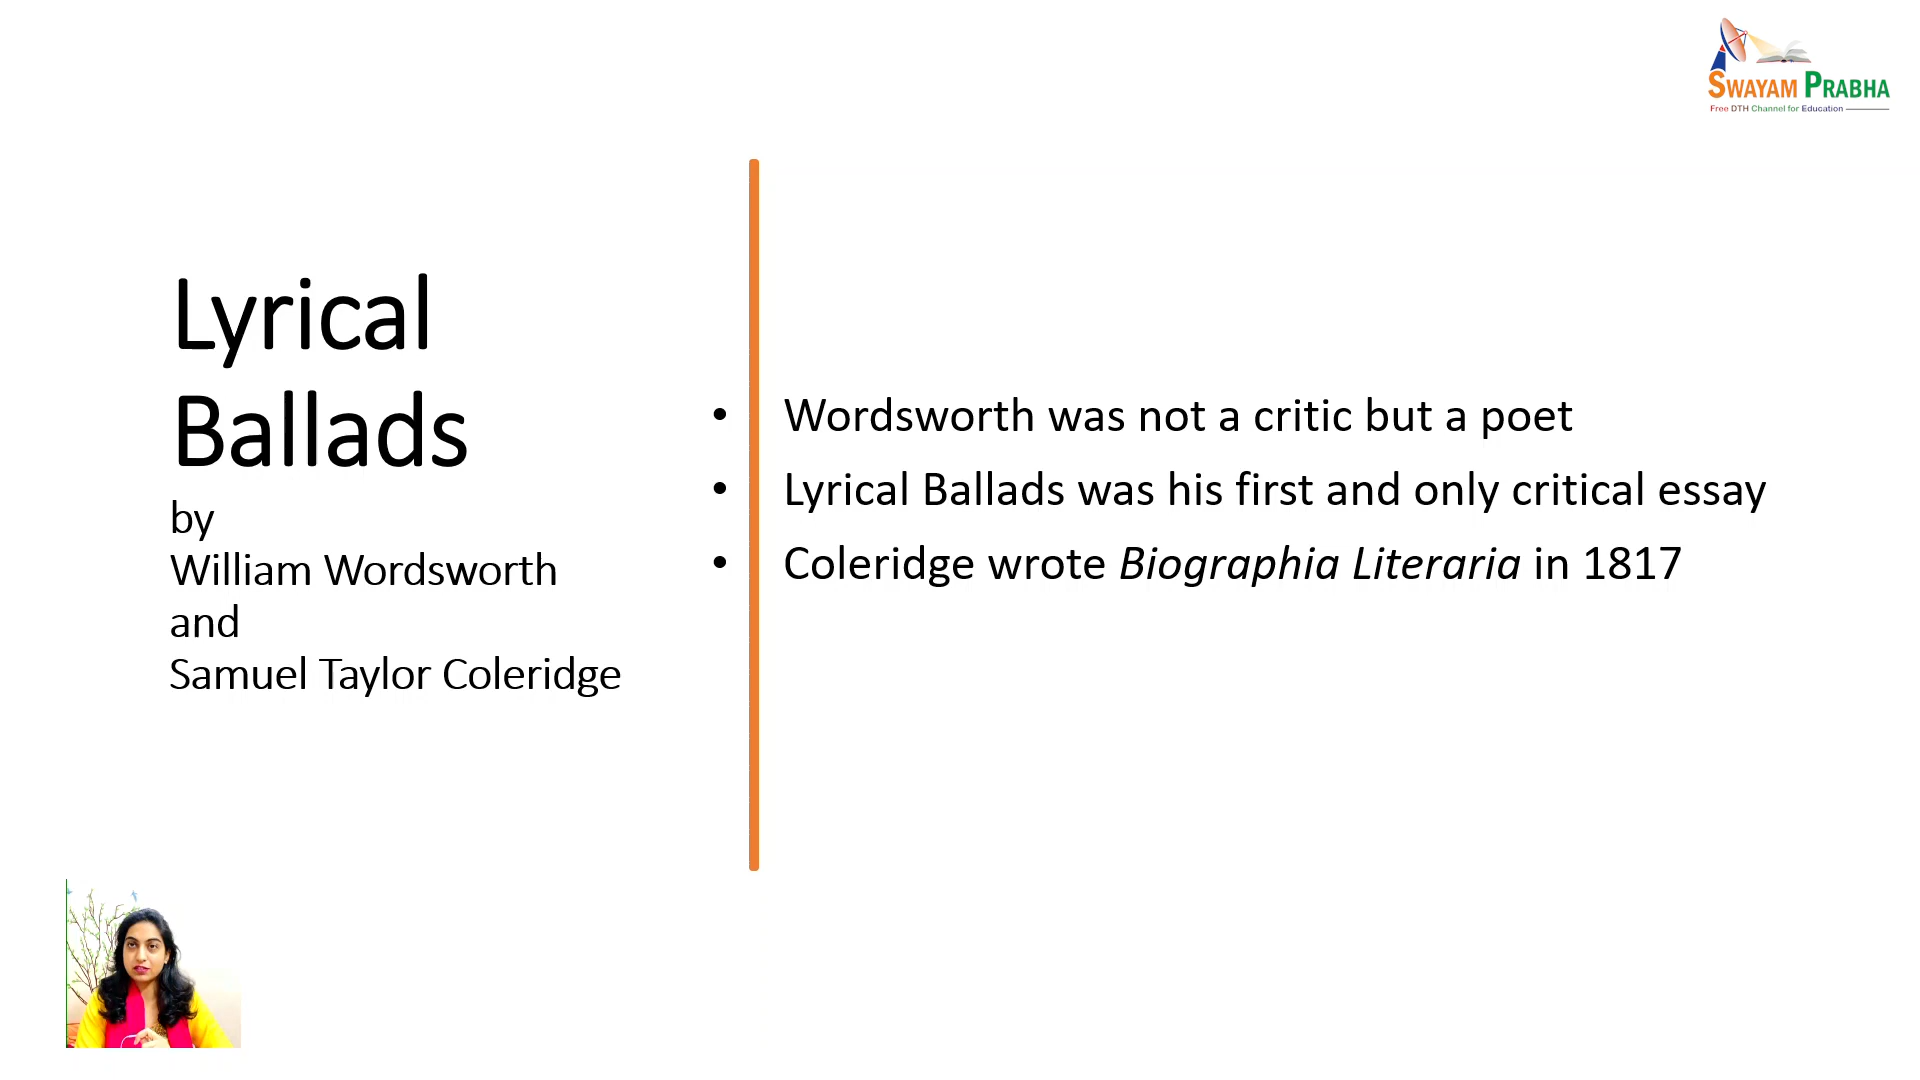 SWAYAM PRABHA
Free DTH Channel for Education
Lyrical
Ballads
by
William Wordsworth
and
Samuel Taylor Coleridge
• Wordsworth was not a critic but a poet
• Lyrical Ballads was his first and only critical essay
• Coleridge wrote Biographia Literaria in 1817